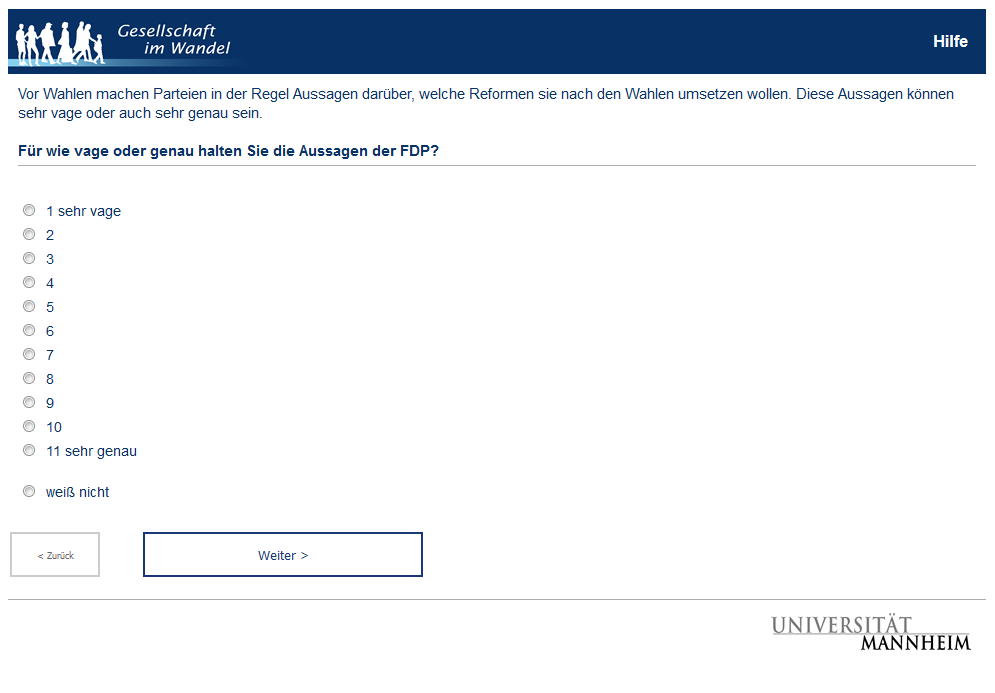 Gesellschaft
im Wandel
Hilfe
Vor Wahlen machen Parteien in der Regel Aussagen darüber, welche Reformen sie nach den Wahlen umsetzen wollen. Diese Aussagen können
sehr vage oder auch sehr genau sein.
Für wie vage oder genau halten Sie die Aussagen der FDP?
1 sehr vage
2
3
4
5
6
7
8
9
10
11 sehr genau
weiß nicht
< Zurück
Weiter >
UNIVERSITÄT
MANNHEIM